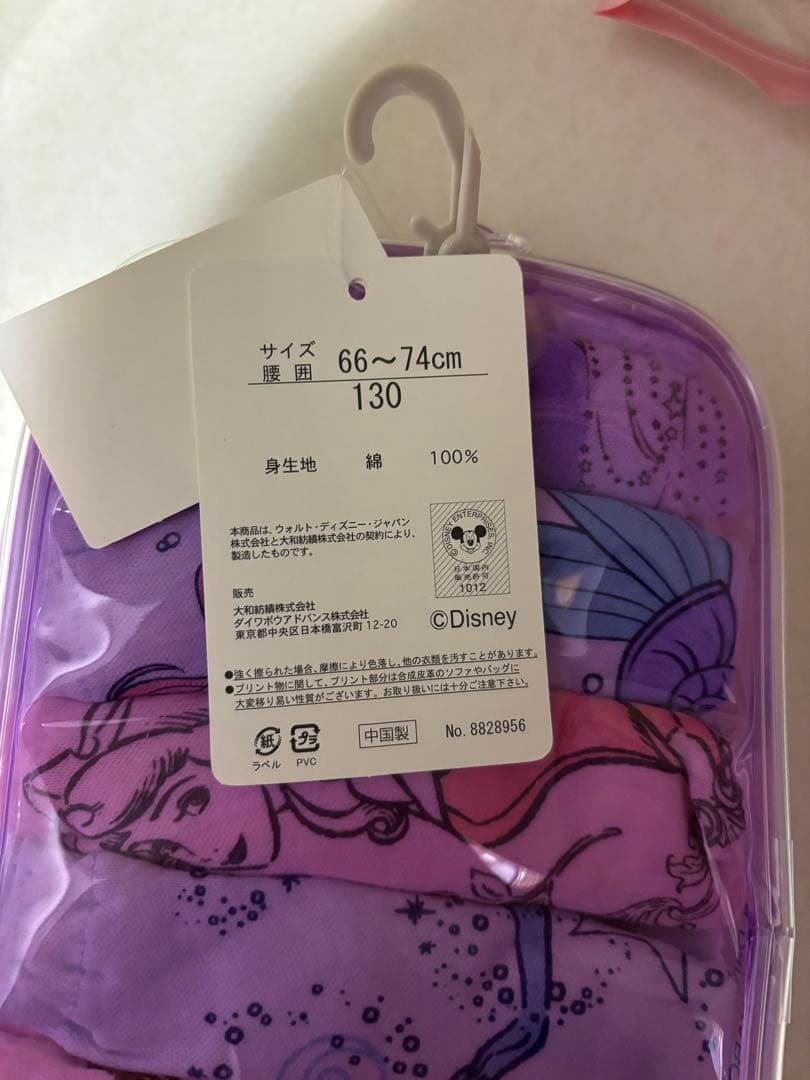 サイズ
腰囲 66～74cm
130
身生地 綿 100%
本商品は、ウォルト・ディズニー・ジャパン
株式会社と大和紡績株式会社の契約により、
製造したものです。
© DISNEY ENTERPRISES, INC.
日本国内
販売許可
1012
©Disney
販売
大和紡績株式会社
ダイワボウアドバンス株式会社
東京都中央区日本橋富沢町 12-20
●強く擦られた場合、摩擦により色落し、他の衣類を汚すことがあります。
●プリント物に関して、プリント部分は合成皮革のソファやバッグに
大変移り易い性質がございます。お取り扱いには十分ご注意下さい。
紙 ラベル
プラ PVC
中国製
No. 8828956